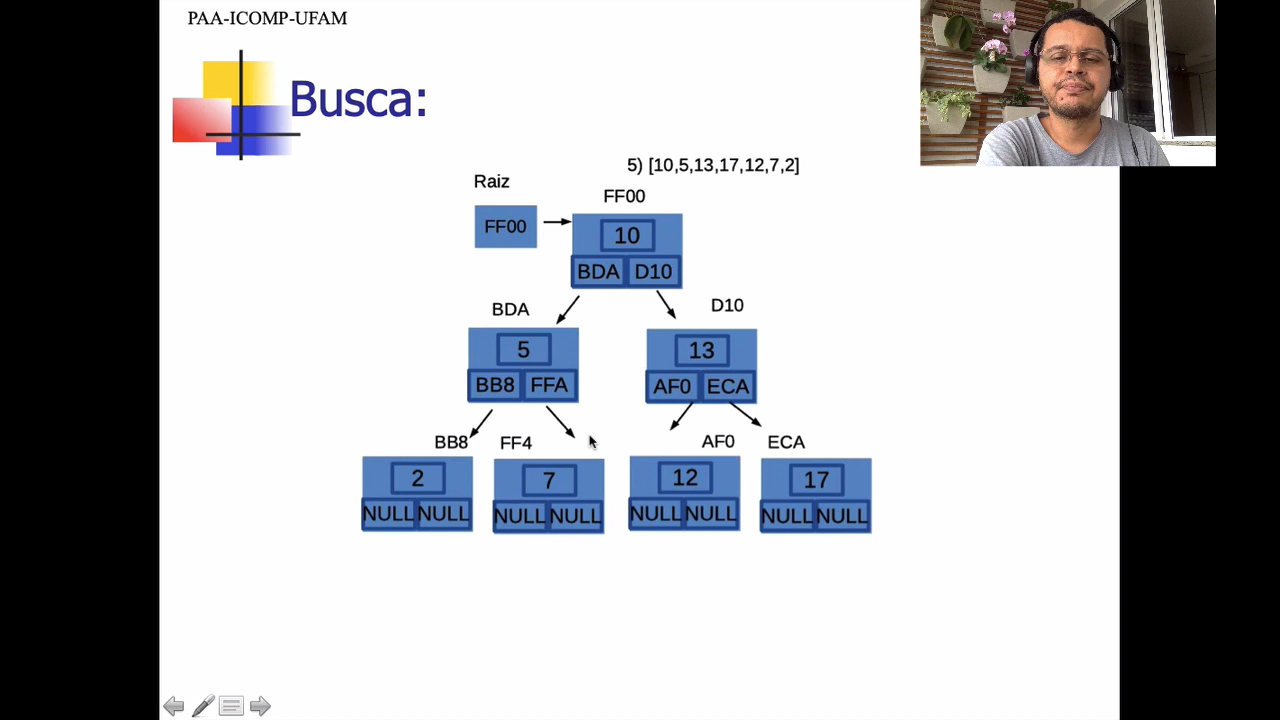 PAA-ICOMP-UFAM
Busca:
5) [10,5,13,17,12,7,2]
Raiz
FF00
FF00
10
BDA D10
BDA
D10
5
13
BB8 FFA
AF0 ECA
BB8
FF4
AF0
ECA
2
7
12
17
NULL NULL
NULL NULL
NULL NULL
NULL NULL